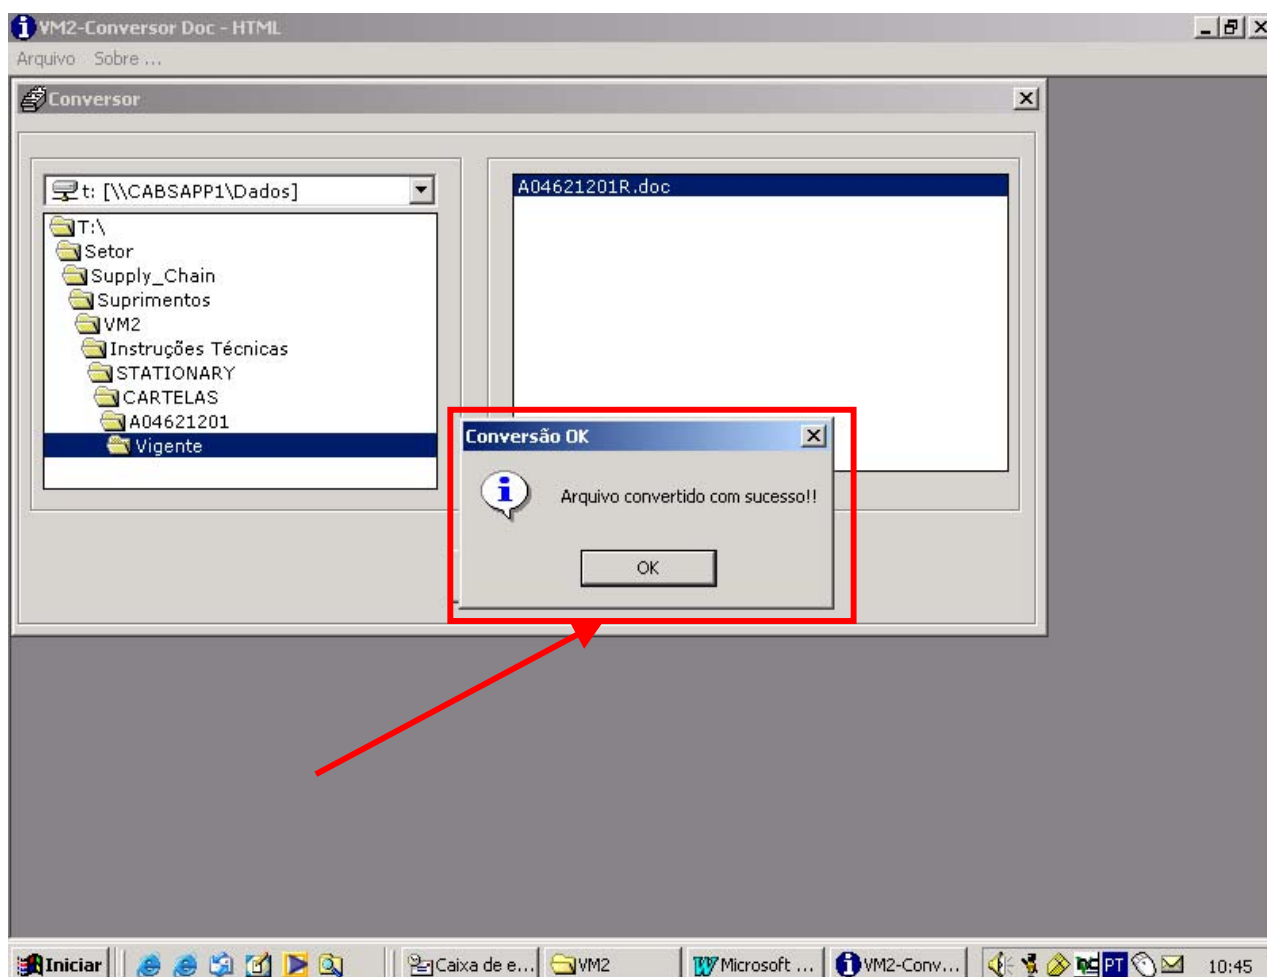 VM2-Conversor Doc - HTML
Arquivo Sobre ...
Conversor
t: [\\CABSAPP1\Dados]
A04621201R.doc
T:\
Setor
Supply_Chain
Suprimentos
VM2
Instruções Técnicas
STATIONARY
CARTELAS
A04621201
Vigente
Conversão OK
Arquivo convertido com sucesso!!
OK
Iniciar
Caixa de e...
VM2
Microsoft ...
VM2-Conv...
PT
10:45